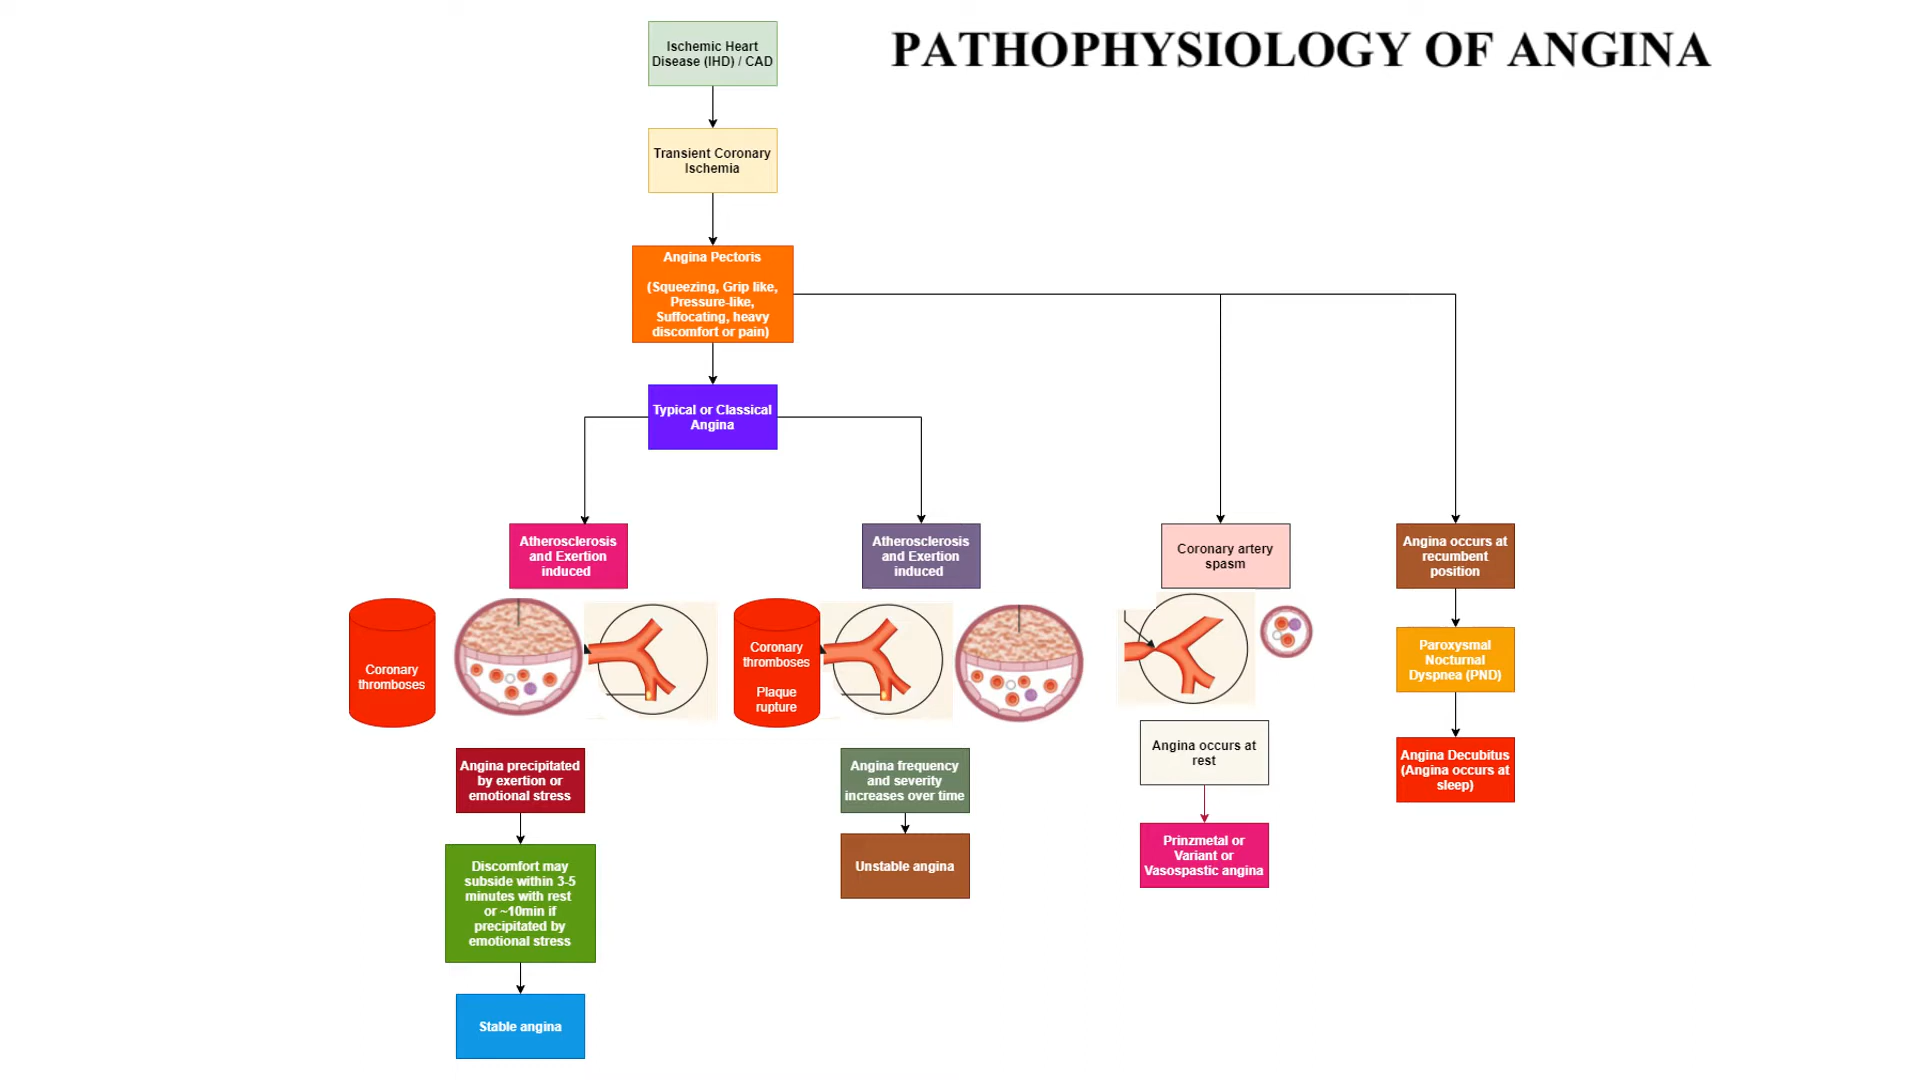 PATHOPHYSIOLOGY OF ANGINA
Ischemic Heart
Disease (IHD) / CAD
Transient Coronary
Ischemia
Angina Pectoris
(Squeezing, Grip like,
Pressure-like,
Suffocating, heavy
discomfort or pain)
Typical or Classical
Angina
Atherosclerosis
and Exertion
induced
Atherosclerosis
and Exertion
induced
Coronary artery
spasm
Angina occurs at
recumbent
position
Coronary
thromboses
Coronary
thromboses
Plaque
rupture
Paroxysmal
Nocturnal
Dyspnea (PND)
Angina precipitated
by exertion or
emotional stress
Angina frequency
and severity
increases over time
Angina occurs at
rest
Angina Decubitus
(Angina occurs at
sleep)
Discomfort may
subside within 3-5
minutes with rest
or ~10min if
precipitated by
emotional stress
Unstable angina
Prinzmetal or
Variant or
Vasospastic angina
Stable angina